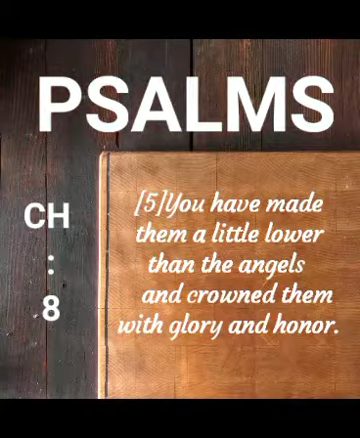 PSALMS
CH
:
8
[5]You have made
them a little lower
than the angels
and crowned them
with glory and honor.